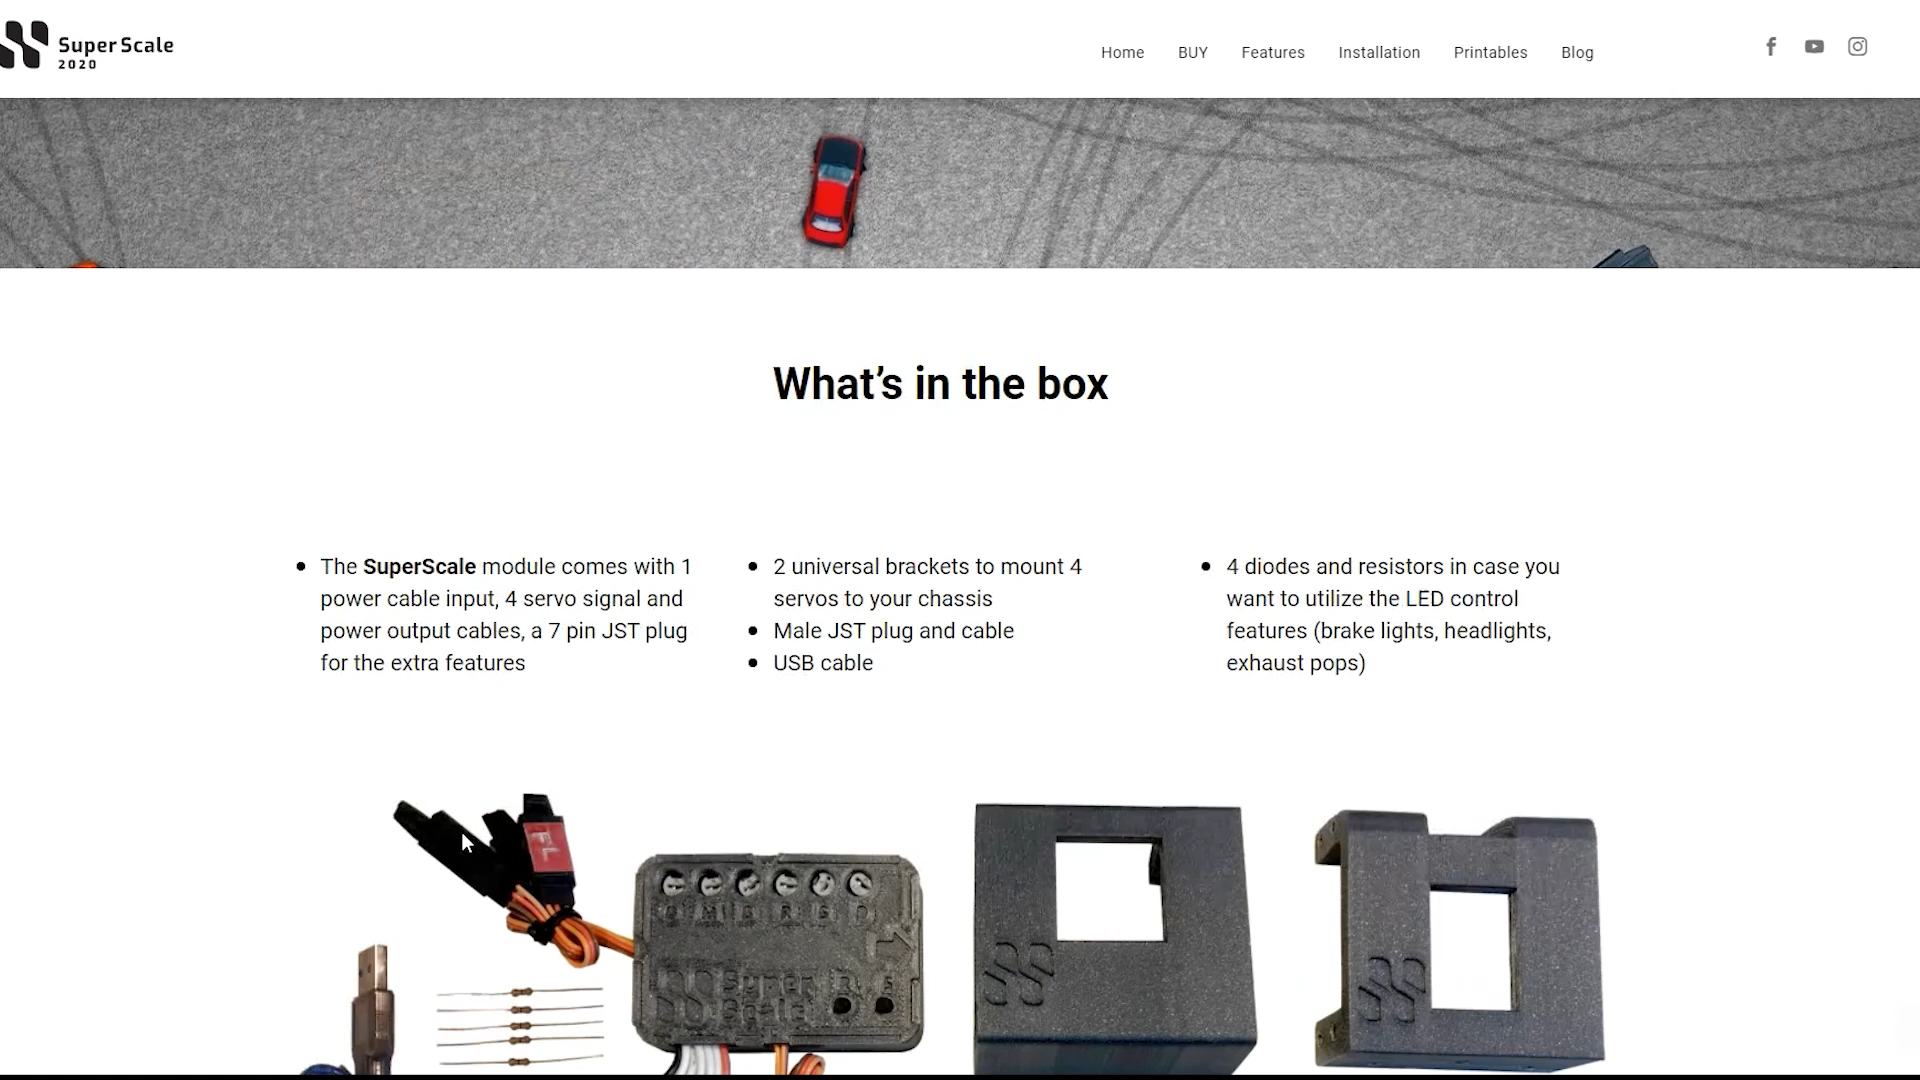 Super Scale
2020
Home BUY Features Installation Printables Blog
What's in the box
The SuperScale module comes with 1
power cable input, 4 servo signal and
power output cables, a 7 pin JST plug
for the extra features
2 universal brackets to mount 4
servos to your chassis
Male JST plug and cable
USB cable
4 diodes and resistors in case you
want to utilize the LED control
features (brake lights, headlights,
exhaust pops)
FL
Super
Scale